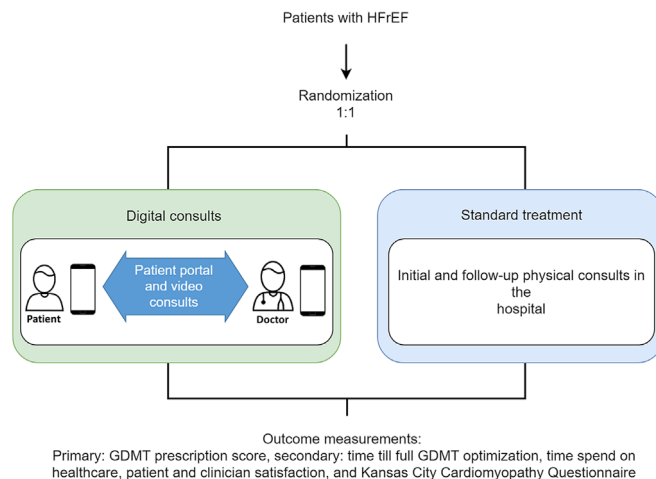 Patients with HFrEF
Randomization
1:1
Digital consults
Patient portal
and video
consults
Patient
Doctor
Standard treatment
Initial and follow-up physical consults in
the
hospital
Outcome measurements:
Primary: GDMT prescription score, secondary: time till full GDMT optimization, time spend on
healthcare, patient and clinician satisfaction, and Kansas City Cardiomyopathy Questionnaire